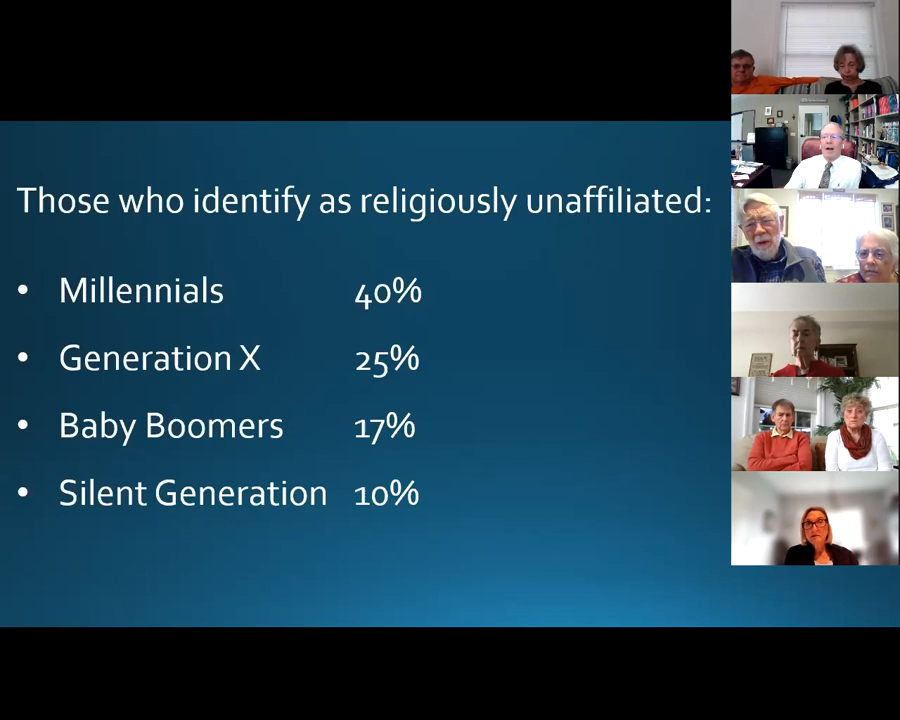 Those who identify as religiously unaffiliated:
• Millennials 40%
• Generation X 25%
• Baby Boomers 17%
• Silent Generation 10%